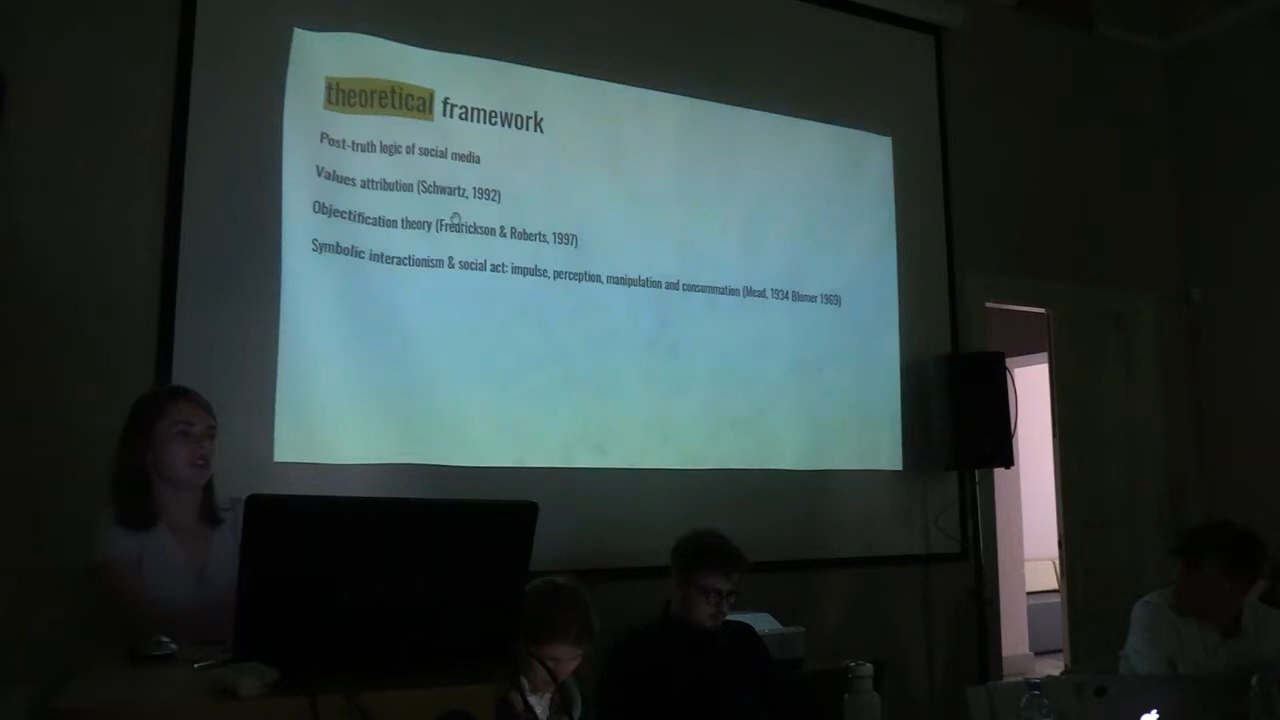 theoretical framework
Post-truth logic of social media
Values attribution (Schwartz, 1992)
Objectification theory (Fredrickson & Roberts, 1997)
Symbolic interactionism & social act: impulse, perception, manipulation and consummation (Mead, 1934 Blumer 1969)